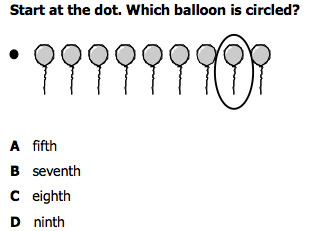 Start at the dot. Which balloon is circled?
A fifth
B seventh
C eighth
D ninth